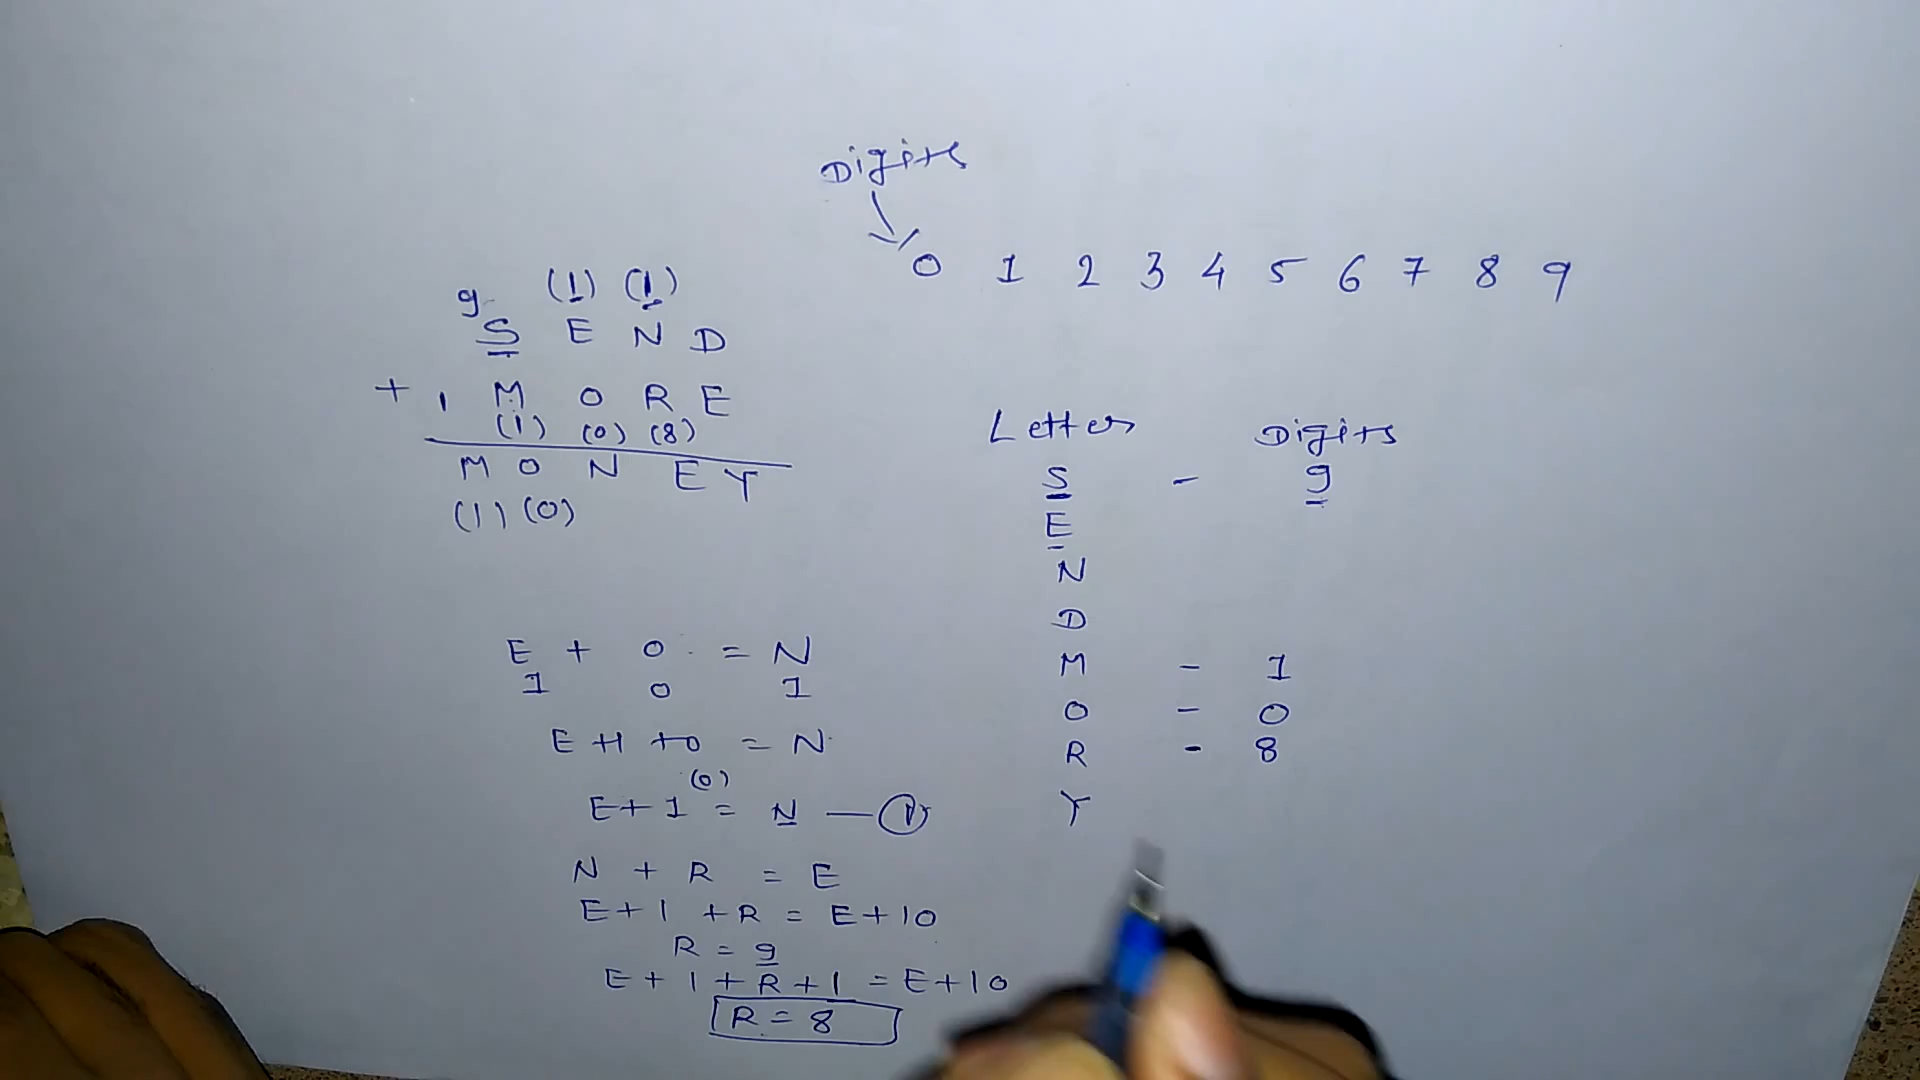 Digits
0 1 2 3 4 5 6 7 8 9
9 (1) (1)
S E N D
+ 1 M O R E
(1) (0) (8)
M O N E Y
(1) (0)
Letters Digits
S - 9
E
N
D
M - 1
O - 0
R - 8
Y
E + 0 = N
1 0 1
E+1 +0 = N
(0)
E+1 = N — 1
N + R = E
E+1 +R = E+10
R = 9
E + 1 + R + 1 = E+10
R = 8